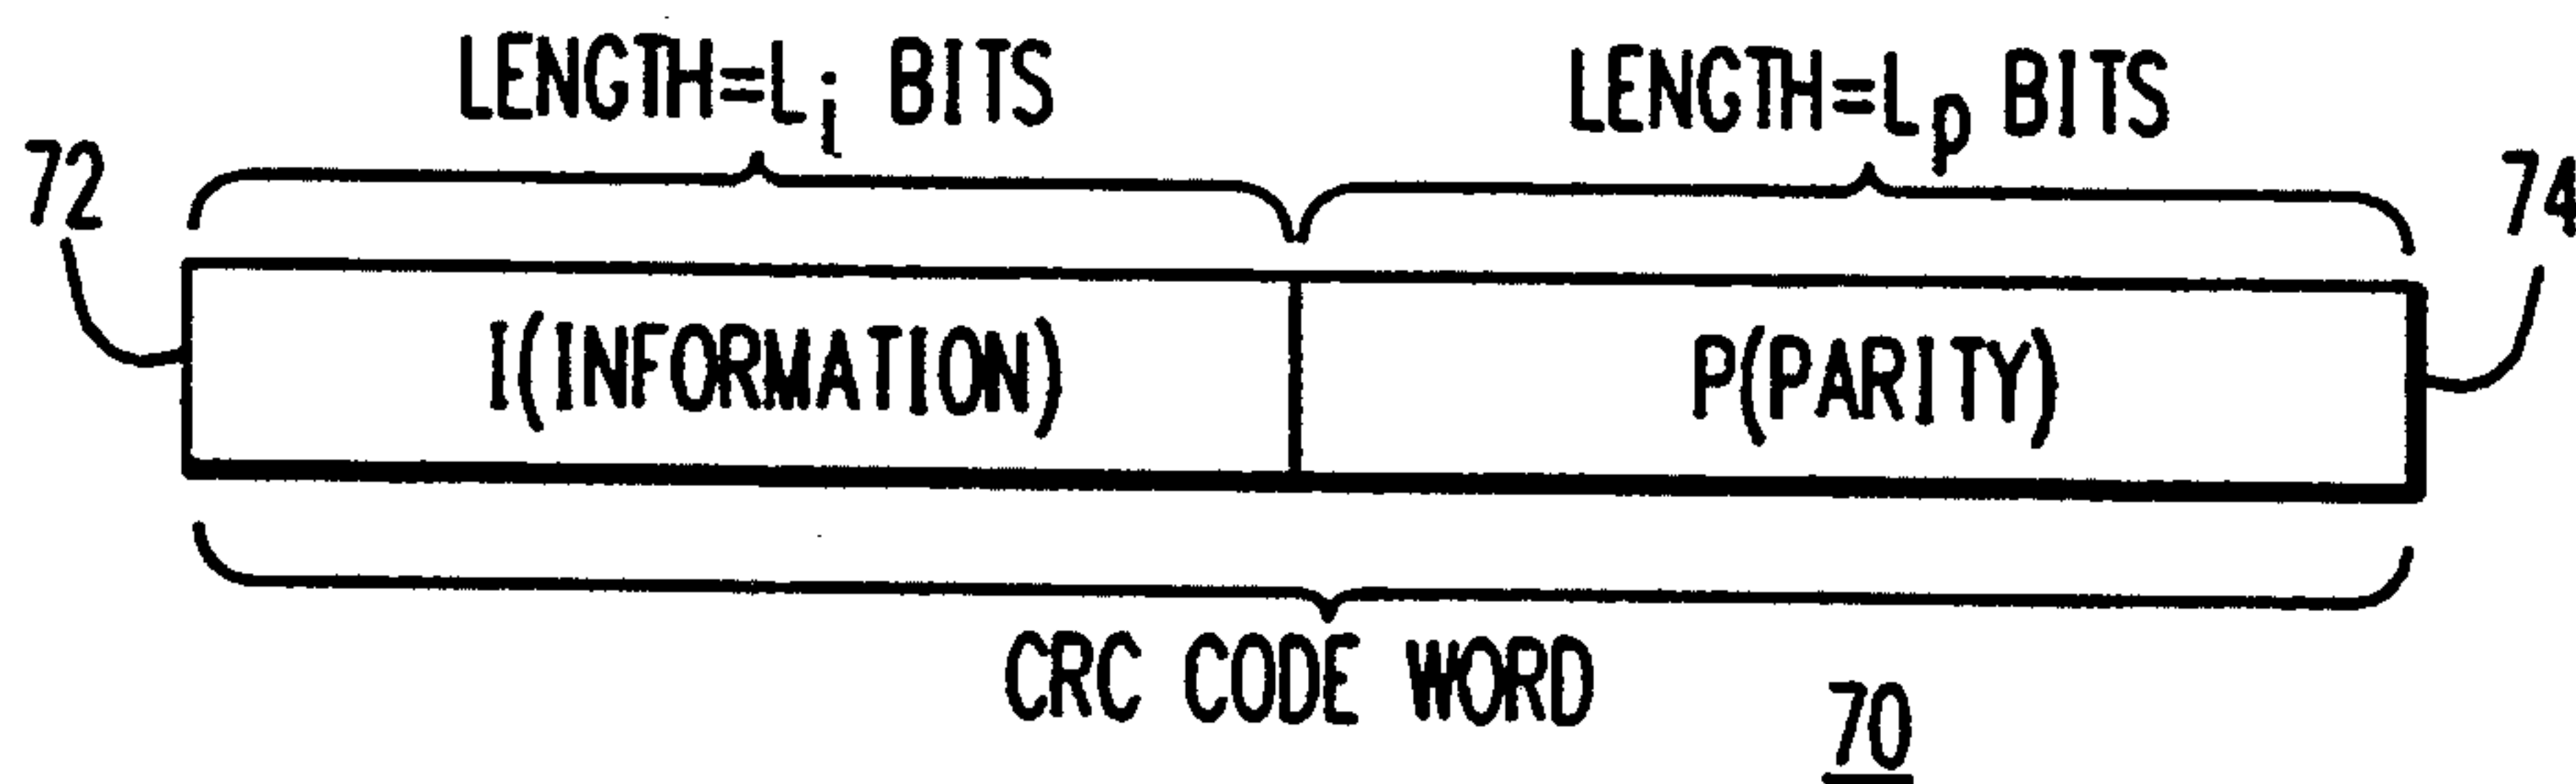 LENGTH=Li BITS
LENGTH=Lp BITS
72
74
I(INFORMATION)
P(PARITY)
CRC CODE WORD
70